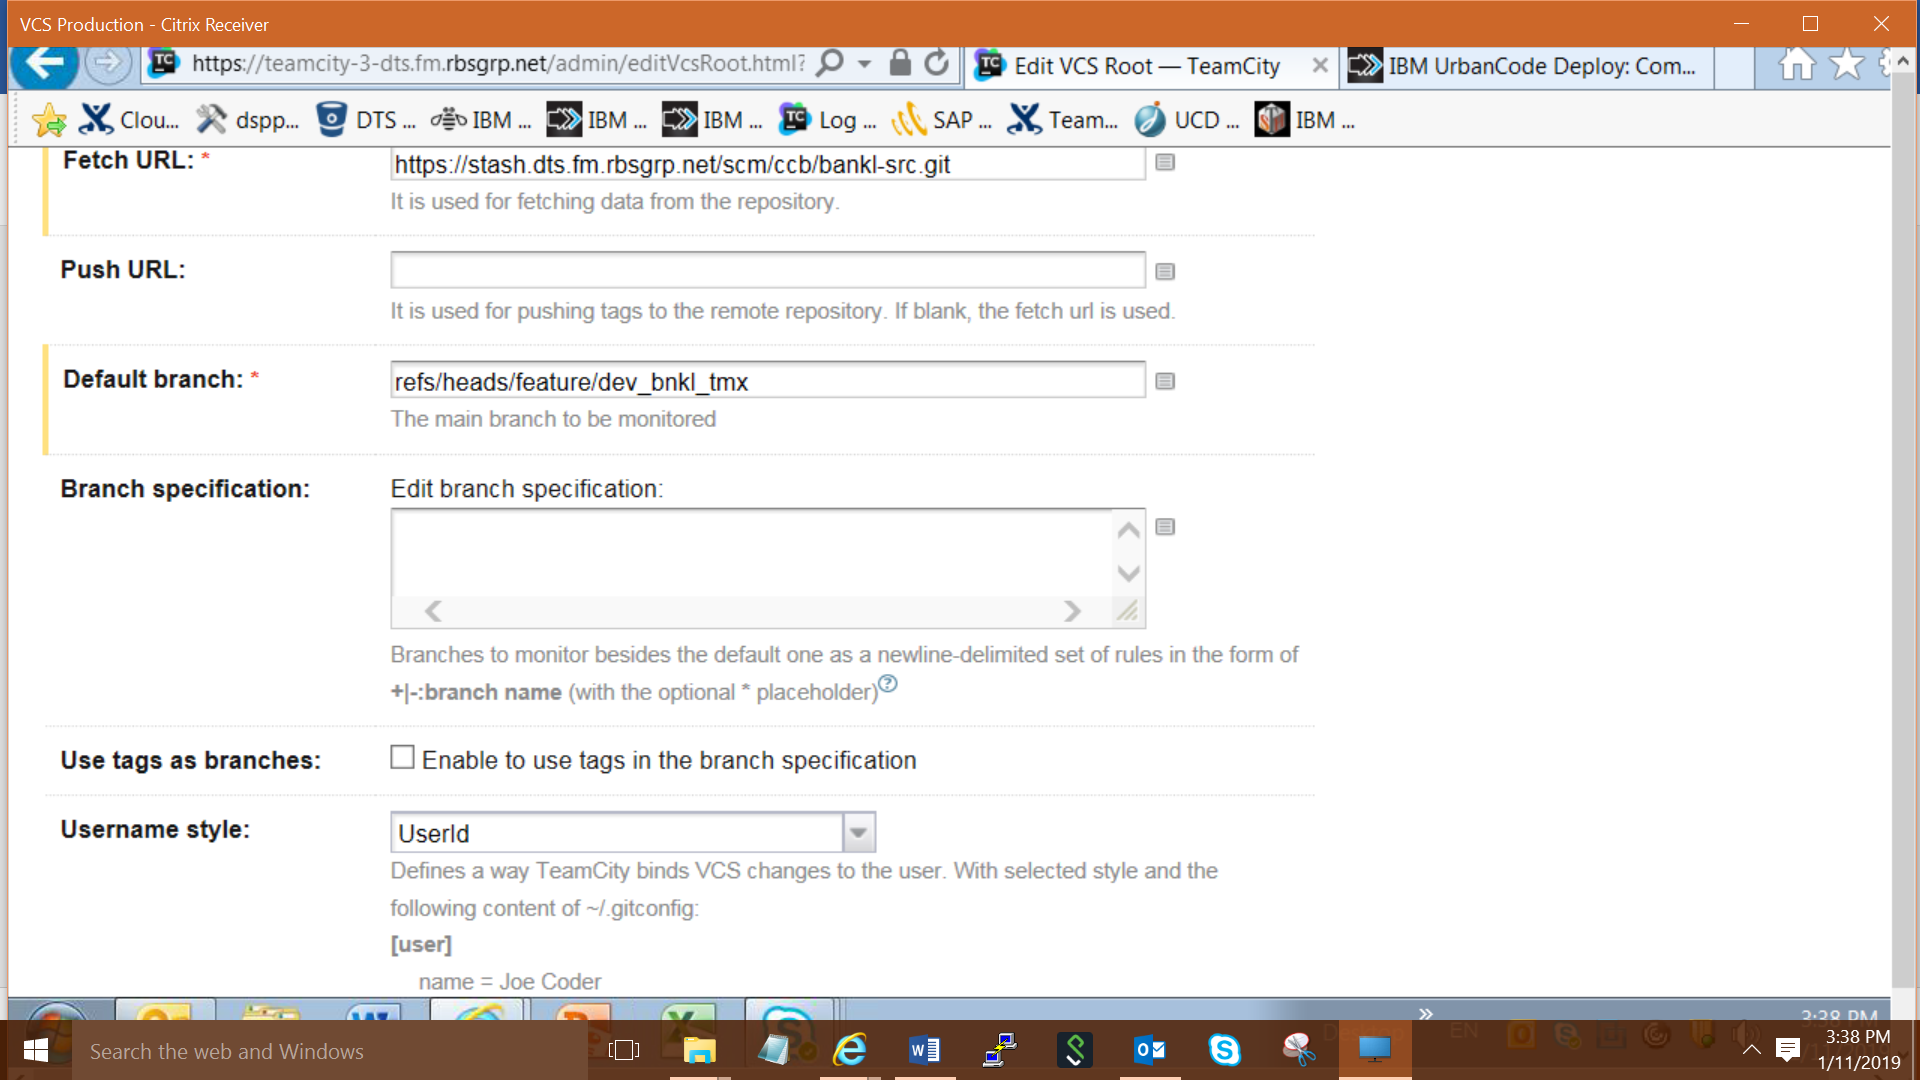 VCS Production - Citrix Receiver
https://teamcity-3-dts.fm.rbsgrp.net/admin/editVcsRoot.html?
Edit VCS Root — TeamCity
IBM UrbanCode Deploy: Com...
Clou...
dspp...
DTS ...
IBM ...
IBM ...
IBM ...
Log ...
SAP ...
Team...
UCD ...
IBM ...
Fetch URL: *
https://stash.dts.fm.rbsgrp.net/scm/ccb/bankl-src.git
It is used for fetching data from the repository.
Push URL:
It is used for pushing tags to the remote repository. If blank, the fetch url is used.
Default branch: *
refs/heads/feature/dev_bnkl_tmx
The main branch to be monitored
Branch specification:
Edit branch specification:
Branches to monitor besides the default one as a newline-delimited set of rules in the form of
+|-:branch name (with the optional * placeholder)
Use tags as branches:
Enable to use tags in the branch specification
Username style:
UserId
Defines a way TeamCity binds VCS changes to the user. With selected style and the
following content of ~/.gitconfig:
[user]
name = Joe Coder
3:38 PM
Search the web and Windows
Desktop
EN
3:38 PM
1/11/2019